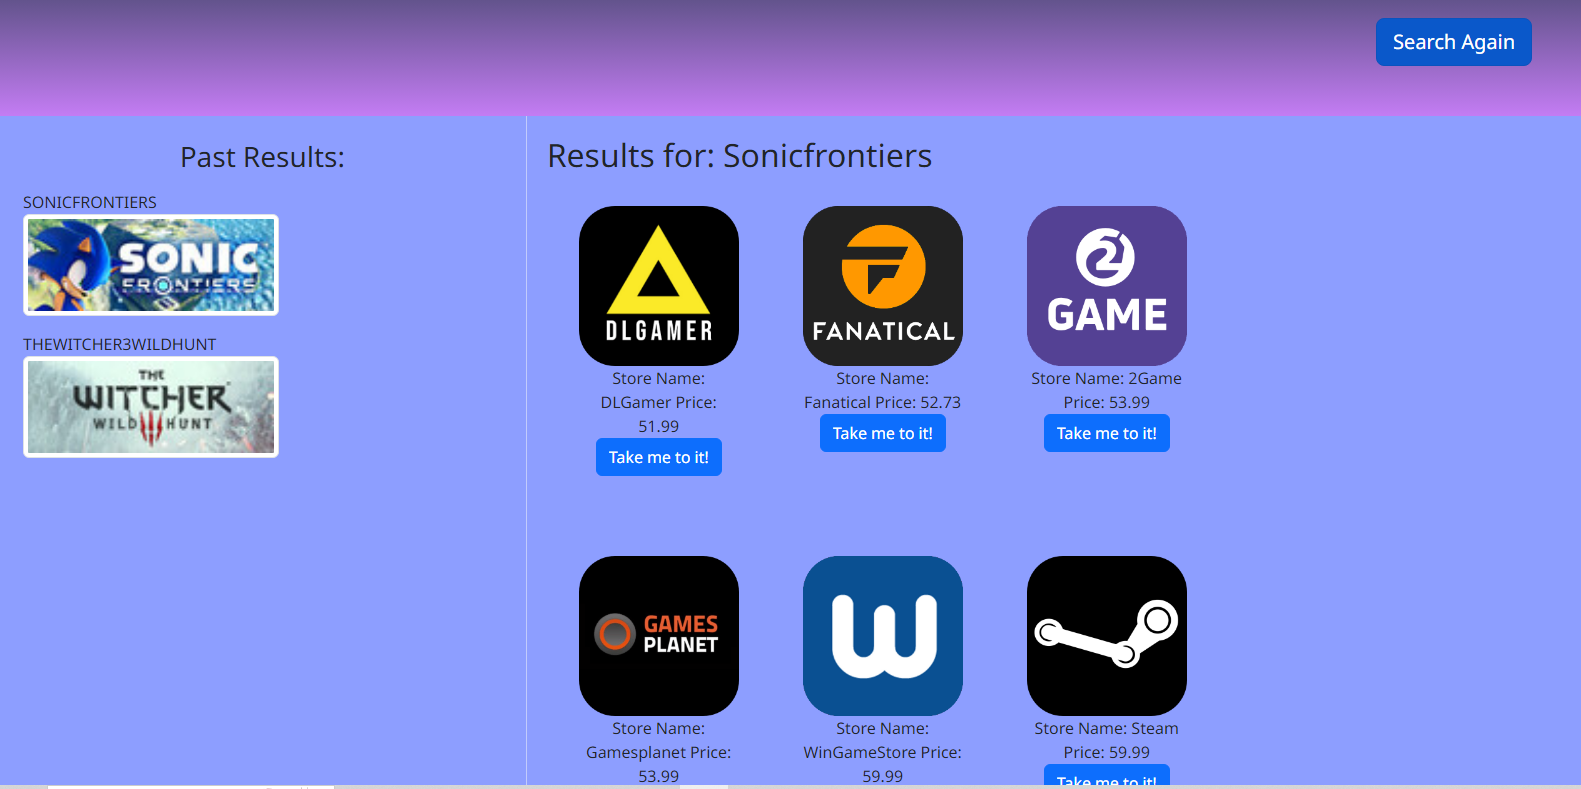 Search Again
Past Results:
SONICFRONTIERS
SONIC
FRONTIERS
THEWITCHER3WILDHUNT
THE
WITCHER
WILD HUNT
Results for: Sonicfrontiers
DLGAMER
Store Name:
DLGamer Price:
51.99
Take me to it!
FANATICAL
Store Name:
Fanatical Price: 52.73
Take me to it!
2
GAME
Store Name: 2Game
Price: 53.99
Take me to it!
GAMES
PLANET
Store Name:
Gamesplanet Price:
53.99
W
Store Name:
WinGameStore Price:
59.99
Store Name: Steam
Price: 59.99
Take me to it!